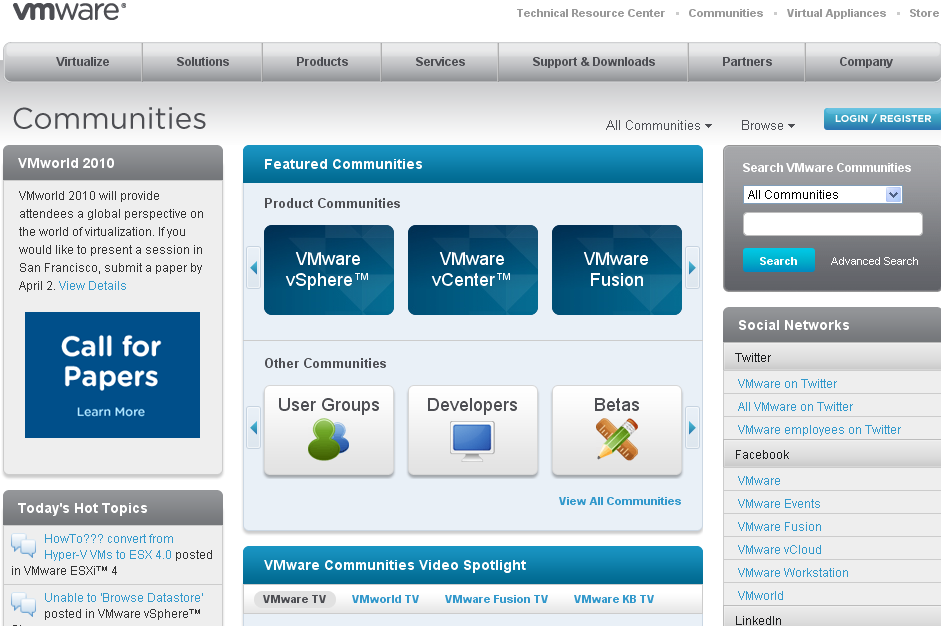 vmware®
Technical Resource Center • Communities • Virtual Appliances • Store
Virtualize Solutions Products Services Support & Downloads Partners Company
Communities
All Communities Browse LOGIN / REGISTER
VMworld 2010
VMworld 2010 will provide
attendees a global perspective on
the world of virtualization. If you
would like to present a session in
San Francisco, submit a paper by
April 2. View Details
Call for
Papers
Learn More
Today's Hot Topics
HowTo??? convert from
Hyper-V VMs to ESX 4.0 posted
in VMware ESXi™ 4
Unable to 'Browse Datastore'
posted in VMware vSphere™
Featured Communities
Product Communities
VMware
vSphere™
VMware
vCenter™
VMware
Fusion
Other Communities
User Groups
Developers
Betas
View All Communities
VMware Communities Video Spotlight
VMware TV VMworld TV VMware Fusion TV VMware KB TV
Search VMware Communities
All Communities
Search Advanced Search
Social Networks
Twitter
VMware on Twitter
All VMware on Twitter
VMware employees on Twitter
Facebook
VMware
VMware Events
VMware Fusion
VMware vCloud
VMware Workstation
VMworld
LinkedIn